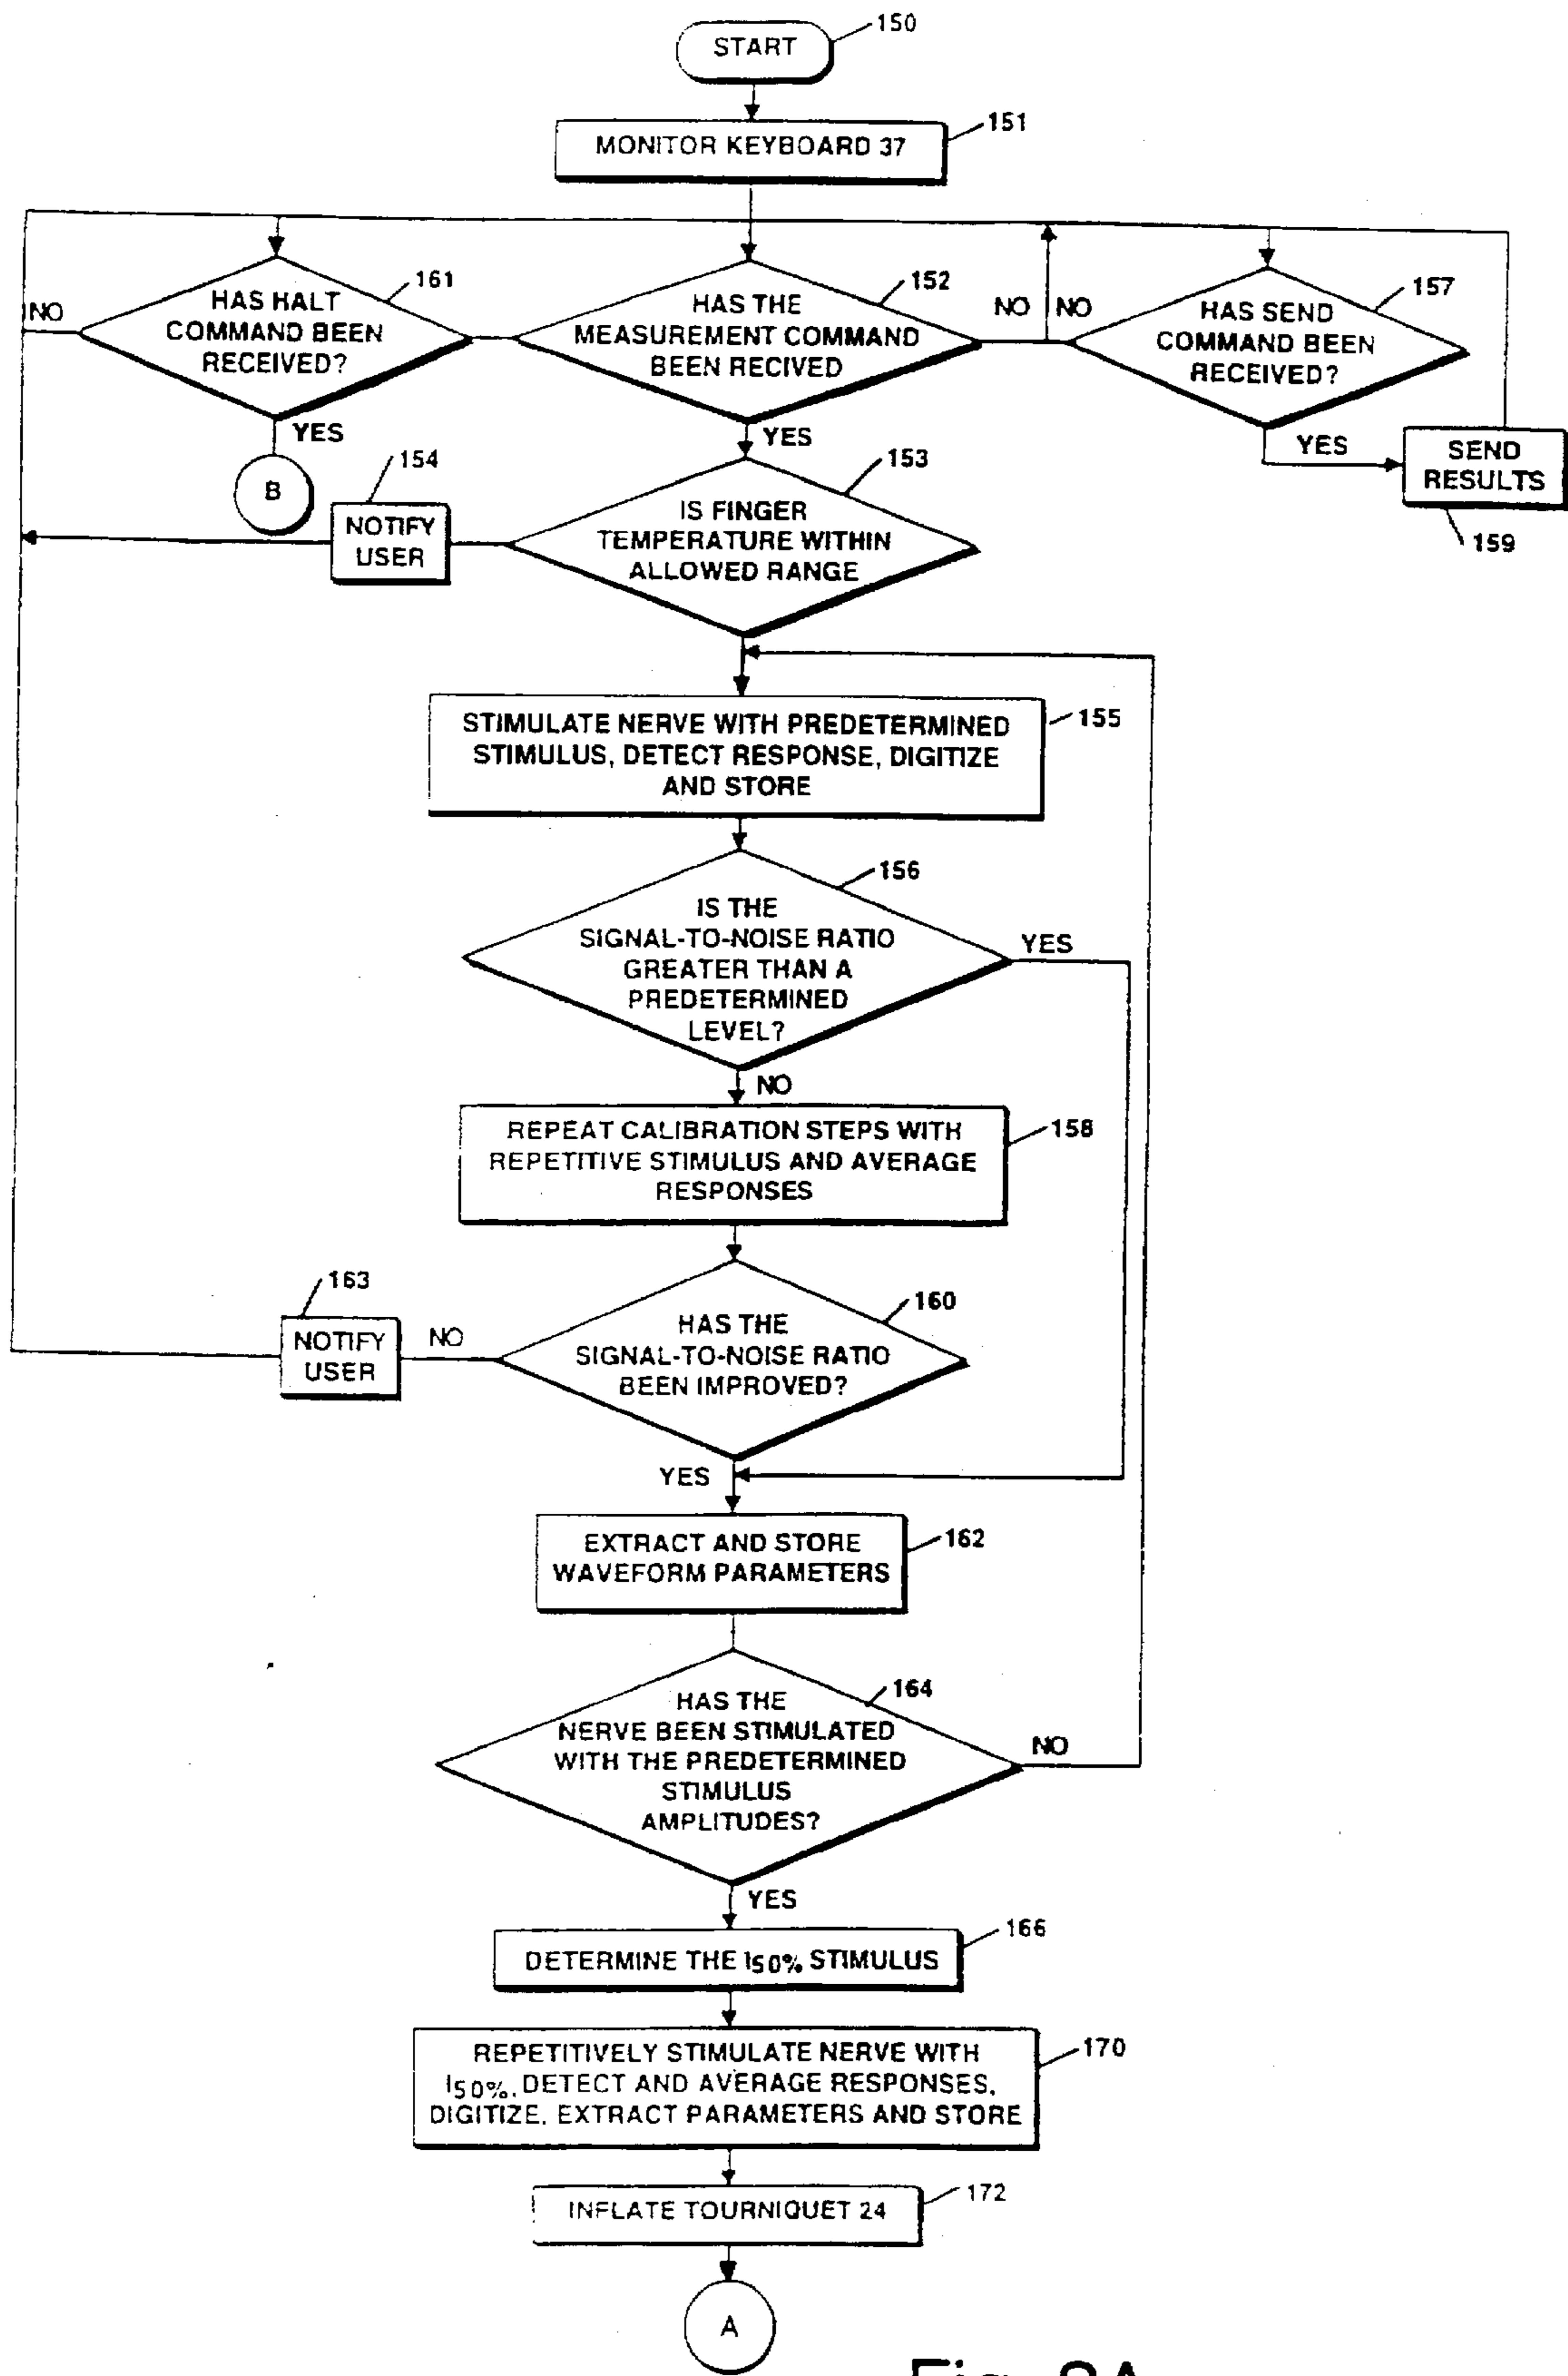 START
150
MONITOR KEYBOARD 37
151
NO
HAS HALT
COMMAND BEEN
RECEIVED?
161
YES
B
HAS THE
MEASUREMENT COMMAND
BEEN RECIVED
152
NO
NO
YES
HAS SEND
COMMAND BEEN
RECEIVED?
157
YES
SEND
RESULTS
159
154
NOTIFY
USER
IS FINGER
TEMPERATURE WITHIN
ALLOWED RANGE
153
STIMULATE NERVE WITH PREDETERMINED
STIMULUS, DETECT RESPONSE, DIGITIZE
AND STORE
155
IS THE
SIGNAL-TO-NOISE RATIO
GREATER THAN A
PREDETERMINED
LEVEL?
156
YES
NO
REPEAT CALIBRATION STEPS WITH
REPETITIVE STIMULUS AND AVERAGE
RESPONSES
158
163
NOTIFY
USER
NO
HAS THE
SIGNAL-TO-NOISE RATIO
BEEN IMPROVED?
160
YES
EXTRACT AND STORE
WAVEFORM PARAMETERS
162
HAS THE
NERVE BEEN STIMULATED
WITH THE PREDETERMINED
STIMULUS
AMPLITUDES?
164
NO
YES
DETERMINE THE I50% STIMULUS
166
REPETITIVELY STIMULATE NERVE WITH
I50%, DETECT AND AVERAGE RESPONSES,
DIGITIZE, EXTRACT PARAMETERS AND STORE
170
INFLATE TOURNIQUET 24
172
A